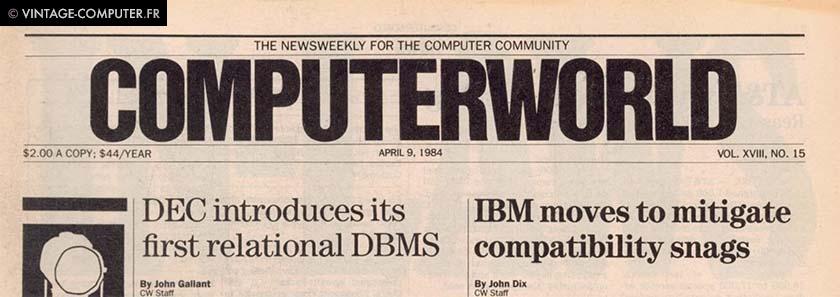 © VINTAGE-COMPUTER.FR
THE NEWSWEEKLY FOR THE COMPUTER COMMUNITY
COMPUTERWORLD
$2.00 A COPY; $44/YEAR
APRIL 9, 1984
VOL. XVIII, NO. 15
DEC introduces its
first relational DBMS
By John Gallant
CW Staff
IBM moves to mitigate
compatibility snags
By John Dix
CW Staff